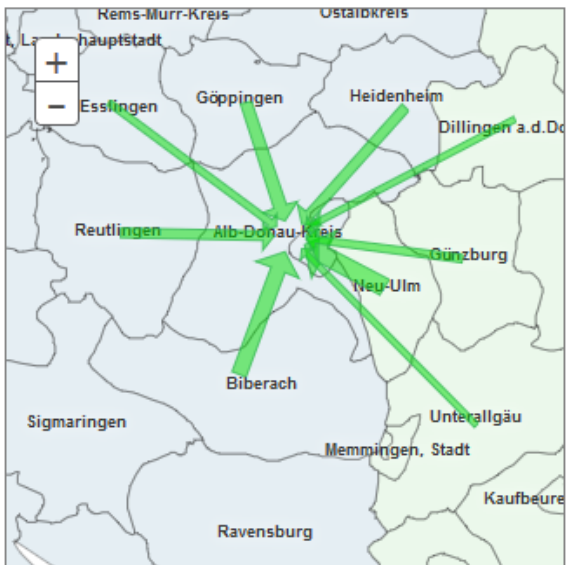 Rems-Murr-Kreis
Ostalbkreis
t, Landeshauptstadt
+
−
Esslingen
Göppingen
Heidenheim
Dillingen a.d.Do
Reutlingen
Alb-Donau-Kreis
Günzburg
Neu-Ulm
Biberach
Sigmaringen
Unterallgäu
Memmingen, Stadt
Kaufbeure
Ravensburg